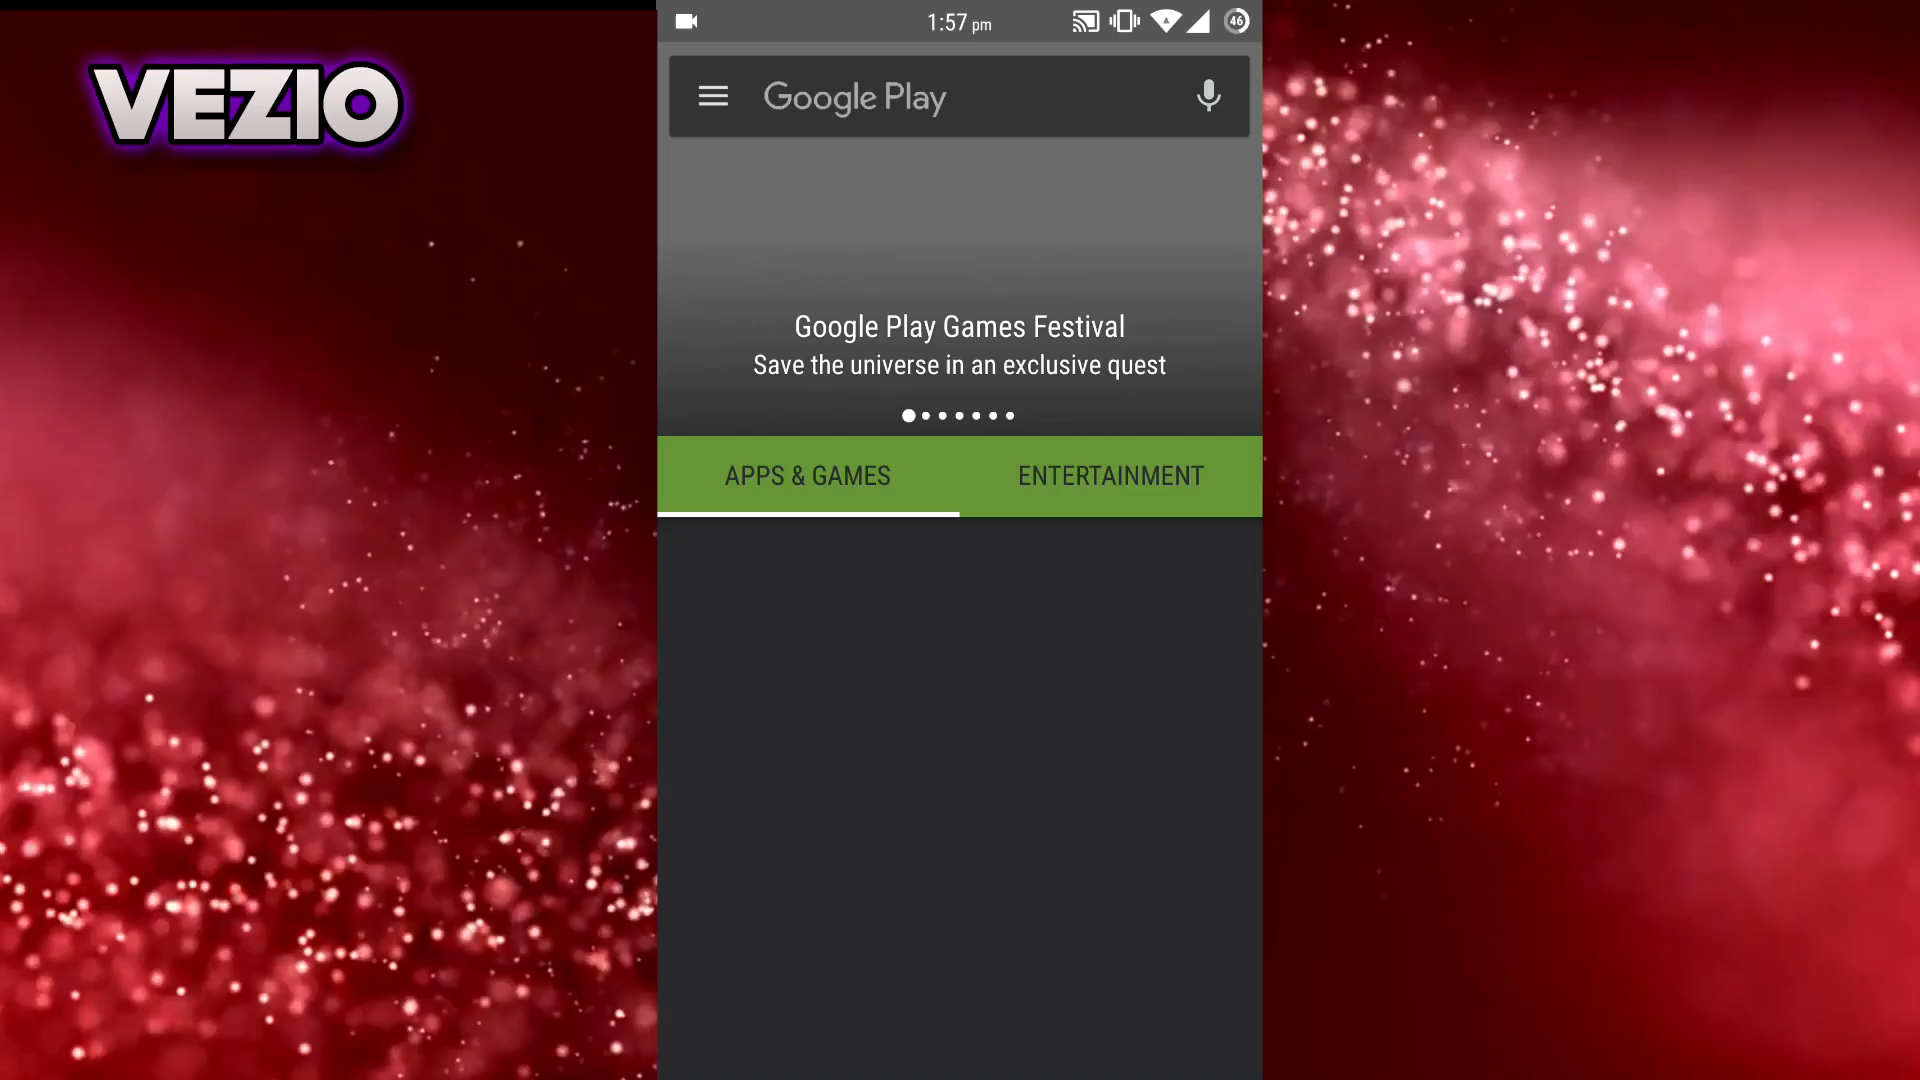 VEZIO
1:57 pm
46
Google Play
Google Play Games Festival
Save the universe in an exclusive quest
APPS & GAMES
ENTERTAINMENT